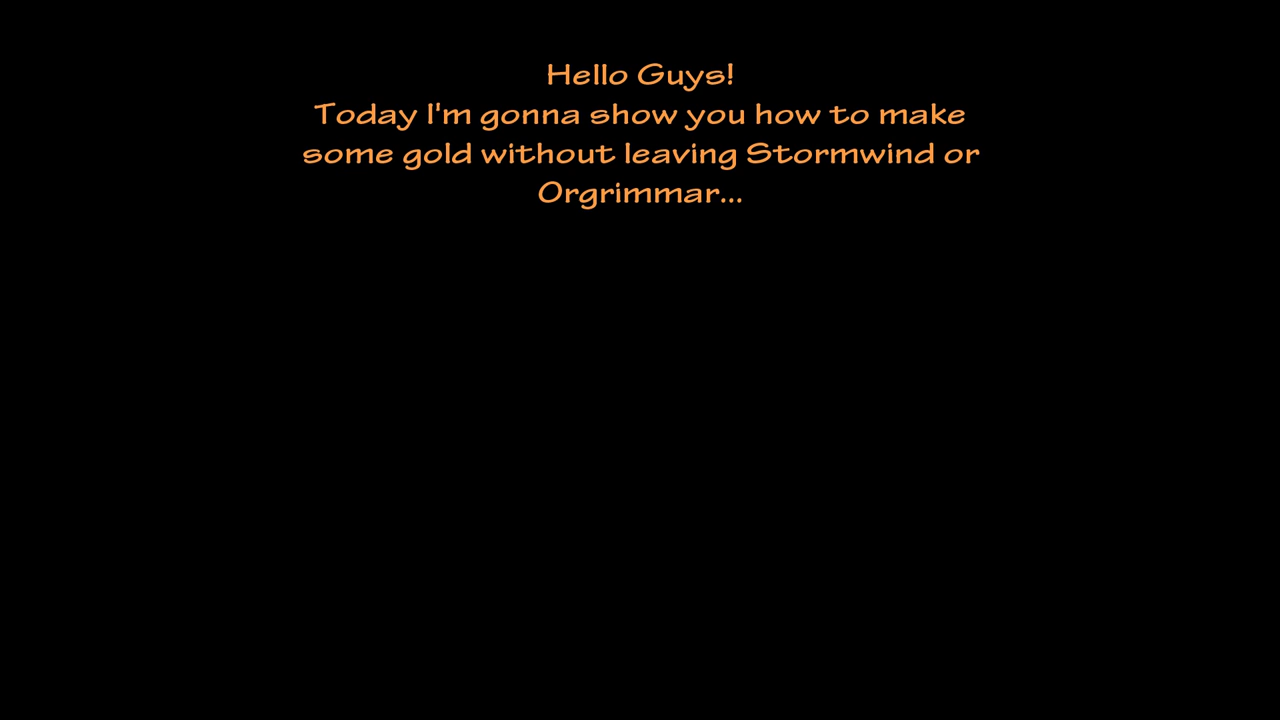 Hello Guys!
Today I'm gonna show you how to make
some gold without leaving Stormwind or
Orgrimmar...